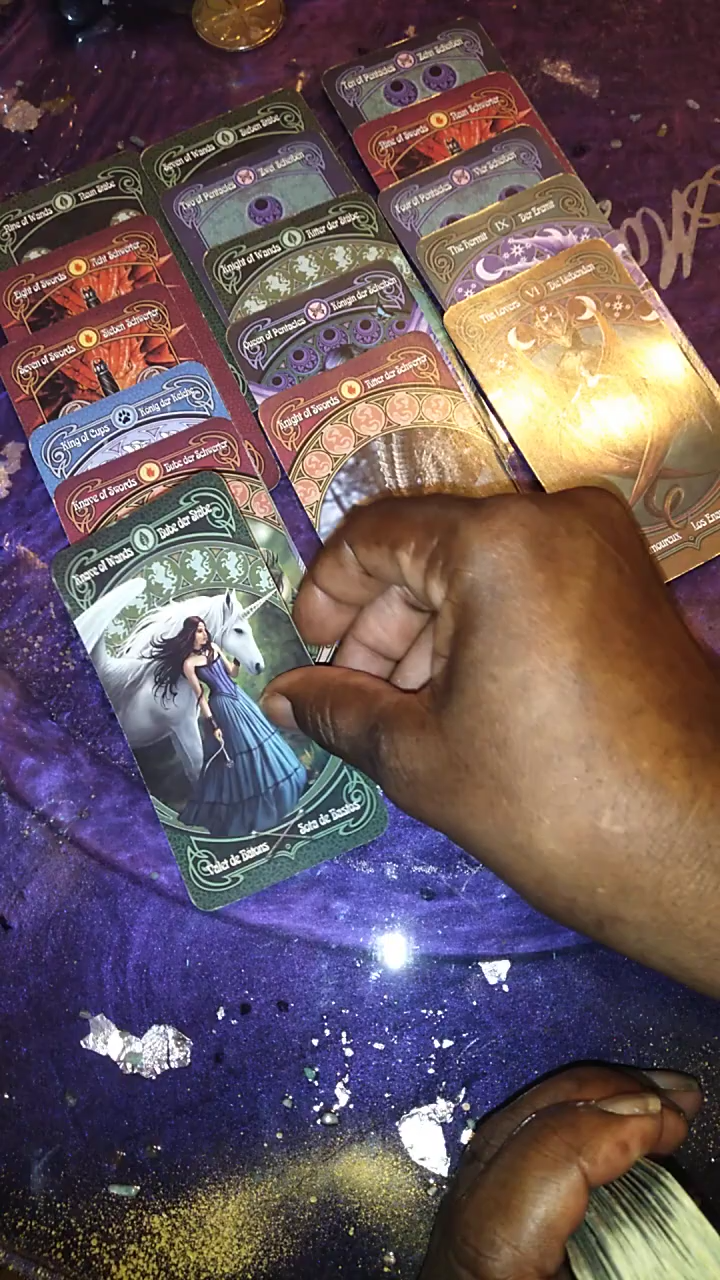 Nine of Wands Neun Stäbe
Eight of Swords Acht Schwerter
Seven of Swords Sieben Schwerter
King of Cups König der Kelche
Knave of Swords Bube der Schwerter
Knave of Wands Bube der Stäbe
Valet de Bâtons Sota de Bastos
Seven of Wands Sieben Stäbe
Two of Pentacles Zwei Scheiben
Knight of Wands Ritter der Stäbe
Queen of Pentacles Königin der Scheiben
Knight of Swords Ritter der Schwerter
Ten of Pentacles Zehn Scheiben
Nine of Swords Neun Schwerter
Four of Pentacles Vier Scheiben
The Hermit IX Der Eremit
The Lovers VI Die Liebenden